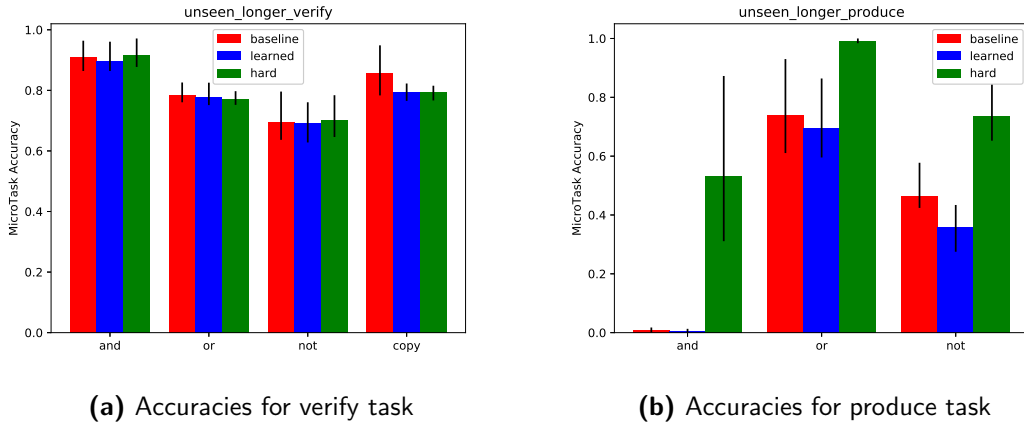 unseen_longer_verify
MicroTask Accuracy
1.0
0.8
0.6
0.4
0.2
0.0
baseline
learned
hard
and or not copy
(a) Accuracies for verify task
unseen_longer_produce
MicroTask Accuracy
1.0
0.8
0.6
0.4
0.2
0.0
baseline
learned
hard
and or not
(b) Accuracies for produce task